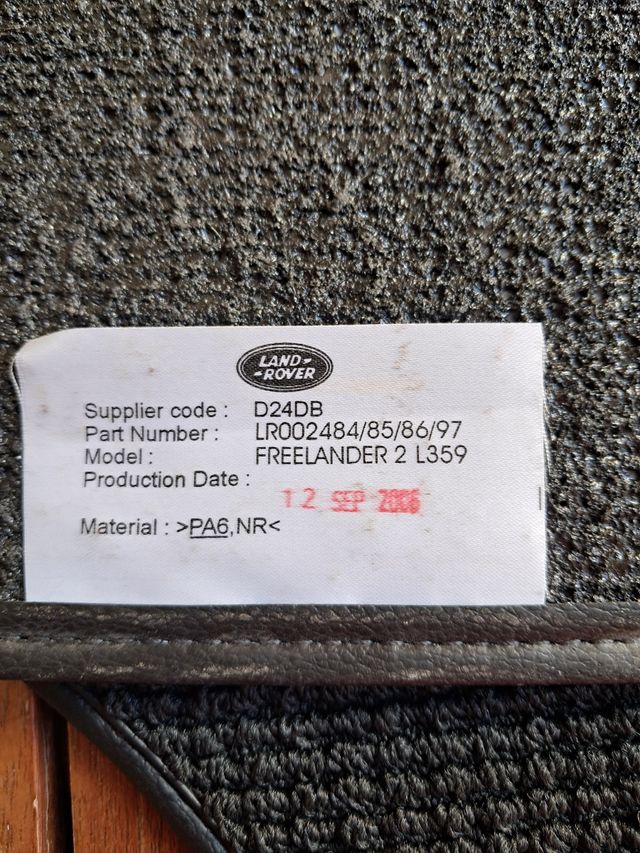 LAND-
-ROVER
Supplier code : D24DB
Part Number : LR002484/85/86/97
Model : FREELANDER 2 L359
Production Date :
12 SEP 2006
Material : >PA6,NR<